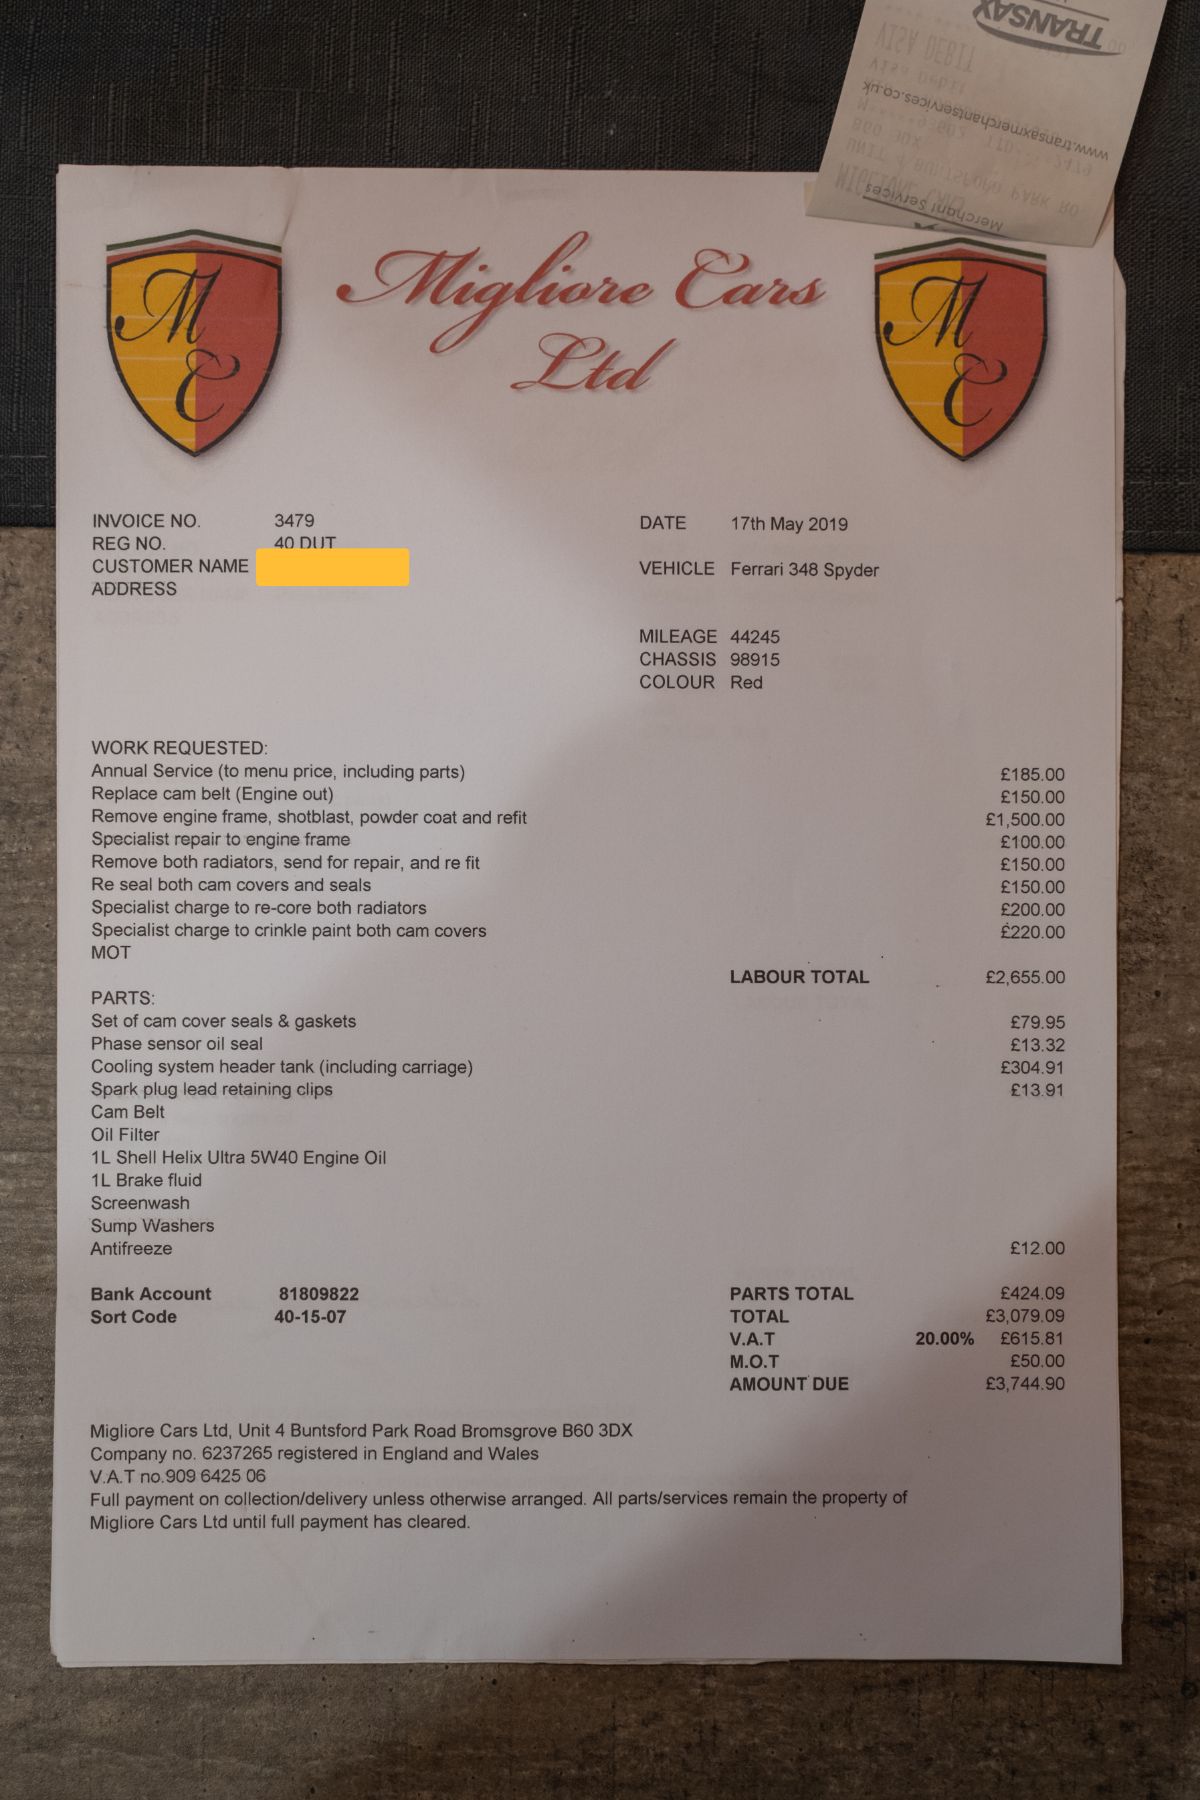 TRANSAX
VISA DEBIT
Visa Debit
www.transaxmerchantservices.co.uk
Merchant Services
M C
Migliore Cars
Ltd
M C
INVOICE NO. 3479
REG NO. 40 DUT
CUSTOMER NAME
ADDRESS
DATE 17th May 2019
VEHICLE Ferrari 348 Spyder
MILEAGE 44245
CHASSIS 98915
COLOUR Red
WORK REQUESTED:
Annual Service (to menu price, including parts) £185.00
Replace cam belt (Engine out) £150.00
Remove engine frame, shotblast, powder coat and refit £1,500.00
Specialist repair to engine frame £100.00
Remove both radiators, send for repair, and re fit £150.00
Re seal both cam covers and seals £150.00
Specialist charge to re-core both radiators £200.00
Specialist charge to crinkle paint both cam covers £220.00
MOT
LABOUR TOTAL £2,655.00
PARTS:
Set of cam cover seals & gaskets £79.95
Phase sensor oil seal £13.32
Cooling system header tank (including carriage) £304.91
Spark plug lead retaining clips £13.91
Cam Belt
Oil Filter
1L Shell Helix Ultra 5W40 Engine Oil
1L Brake fluid
Screenwash
Sump Washers
Antifreeze £12.00
Bank Account 81809822
Sort Code 40-15-07
PARTS TOTAL £424.09
TOTAL £3,079.09
V.A.T 20.00% £615.81
M.O.T £50.00
AMOUNT DUE £3,744.90
Migliore Cars Ltd, Unit 4 Buntsford Park Road Bromsgrove B60 3DX
Company no. 6237265 registered in England and Wales
V.A.T no.909 6425 06
Full payment on collection/delivery unless otherwise arranged. All parts/services remain the property of
Migliore Cars Ltd until full payment has cleared.